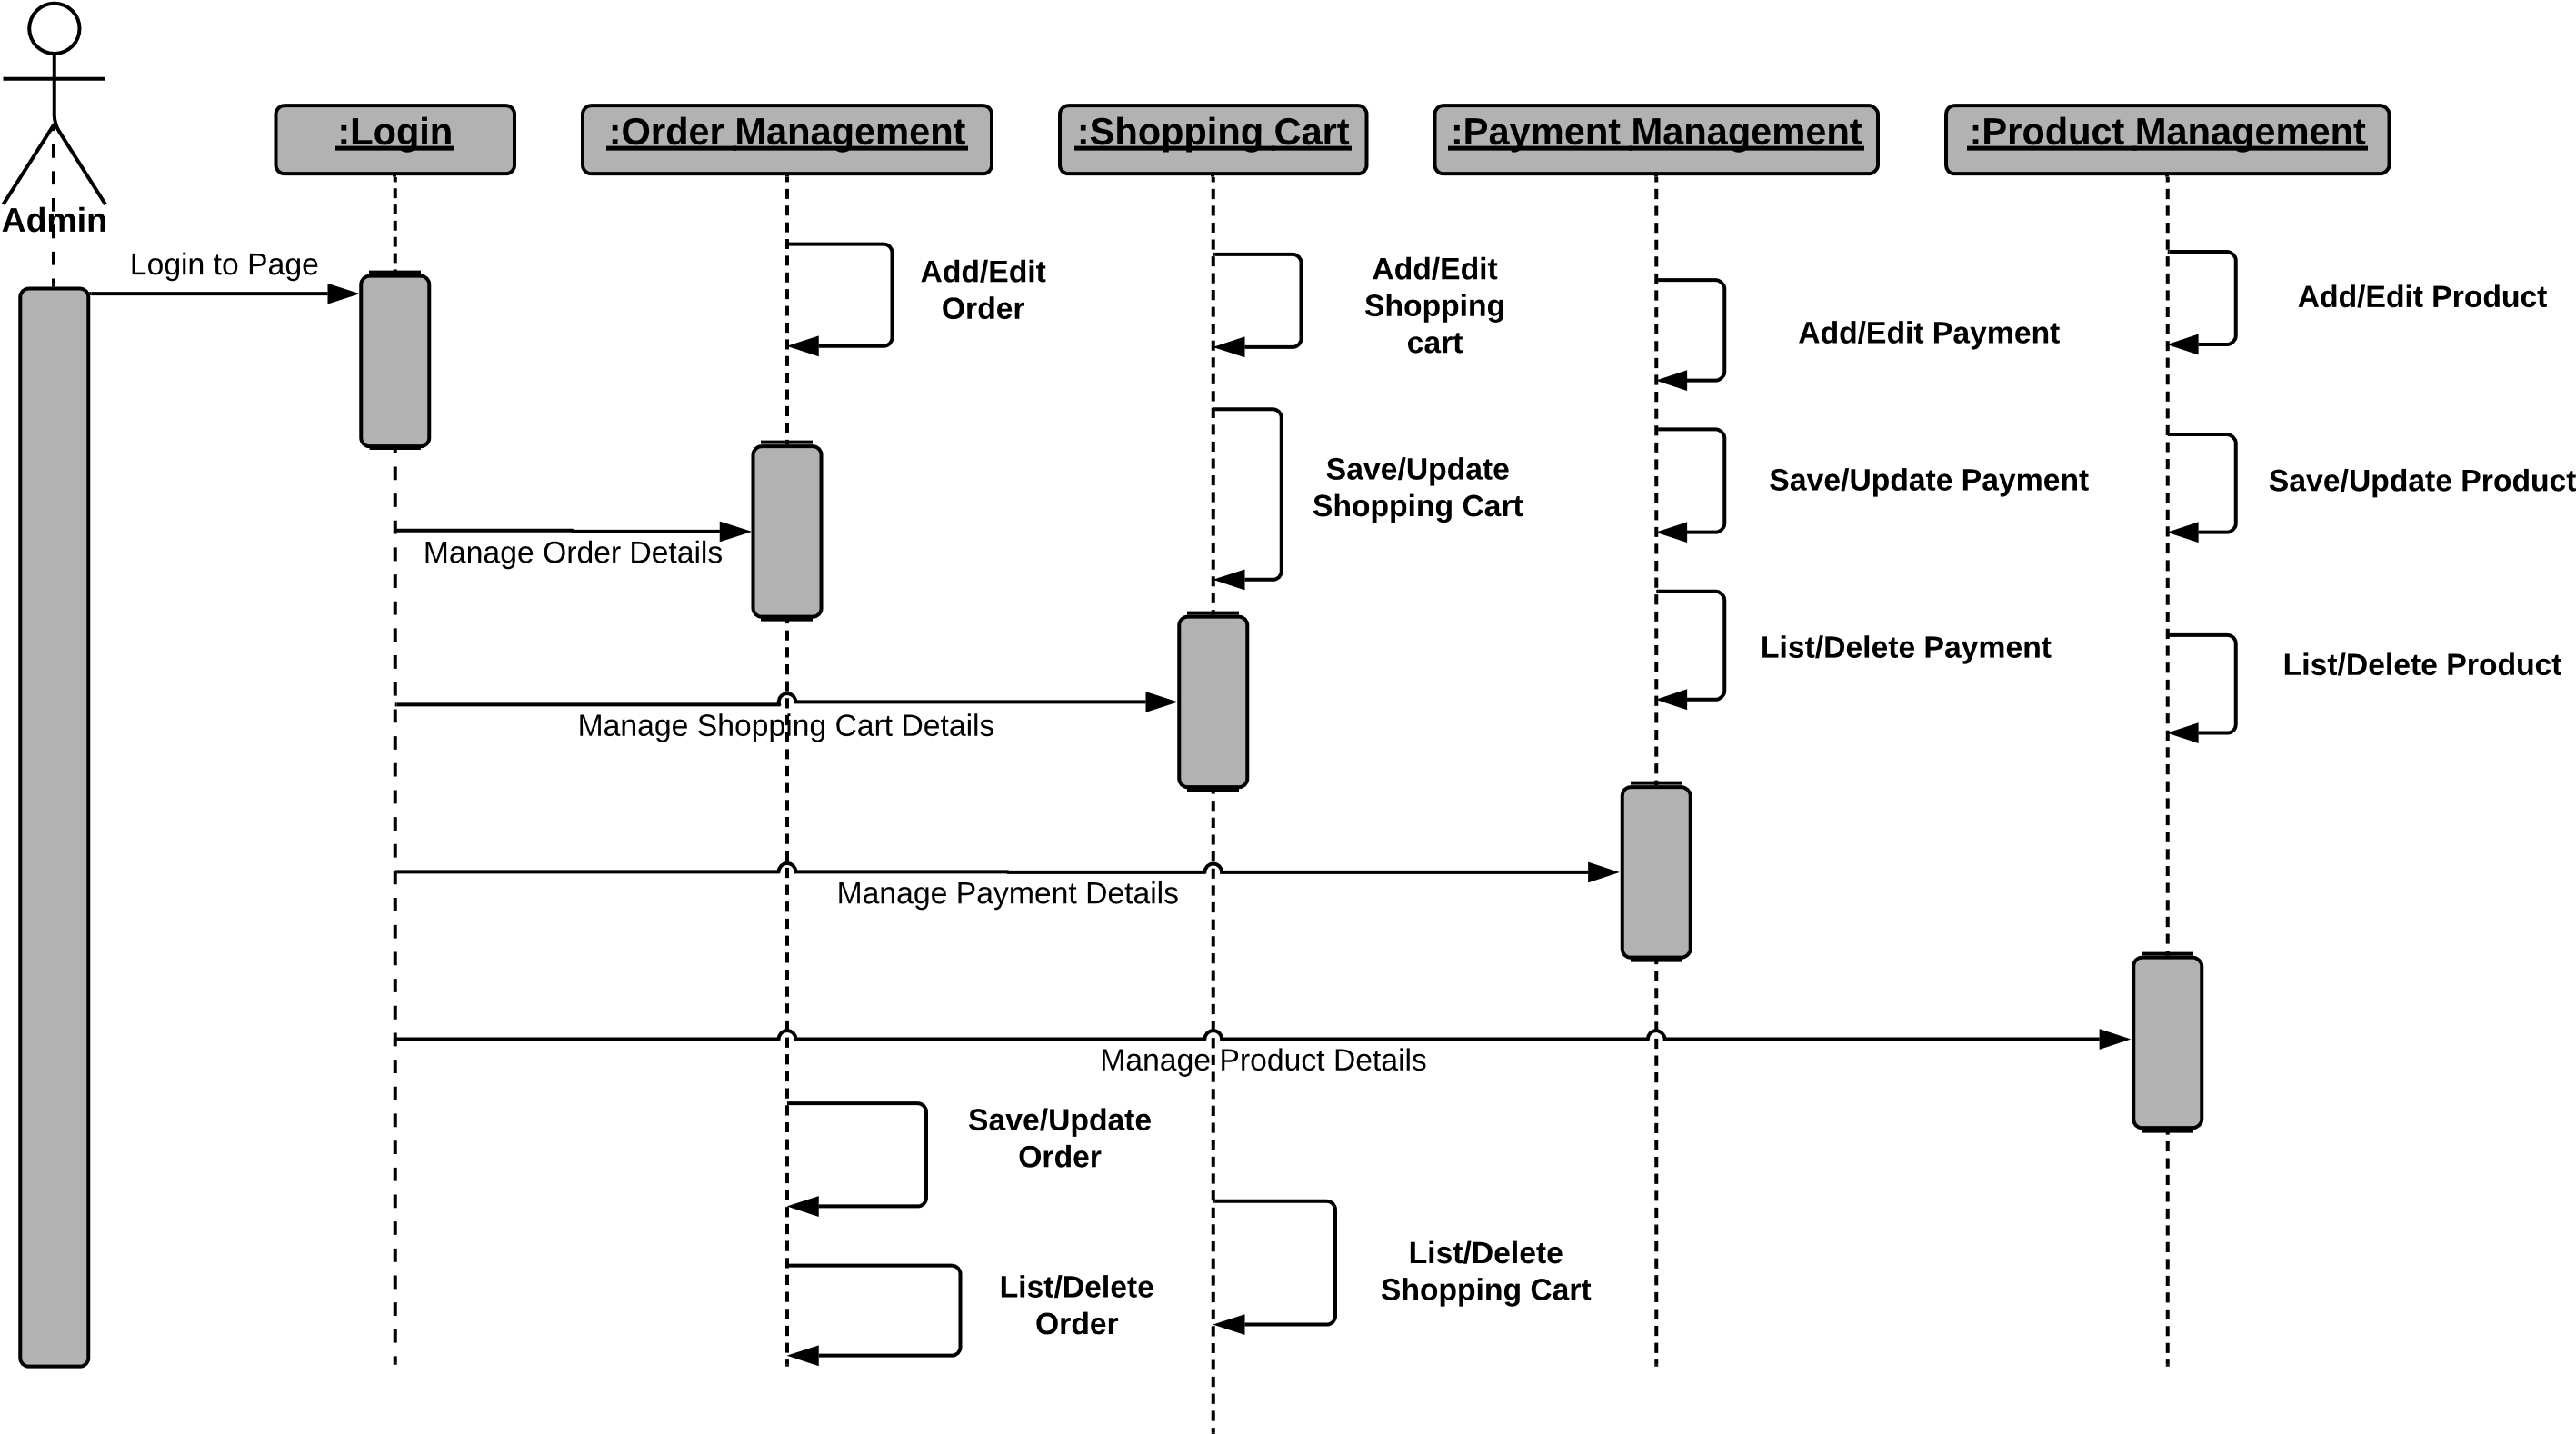 :Login
:Order Management
:Shopping Cart
:Payment Management
:Product Management
Admin
Login to Page
Add/Edit
Order
Add/Edit
Shopping
cart
Add/Edit Payment
Add/Edit Product
Save/Update
Shopping Cart
Save/Update Payment
Save/Update Product
Manage Order Details
List/Delete Payment
List/Delete Product
Manage Shopping Cart Details
Manage Payment Details
Manage Product Details
Save/Update
Order
List/Delete
Shopping Cart
List/Delete
Order